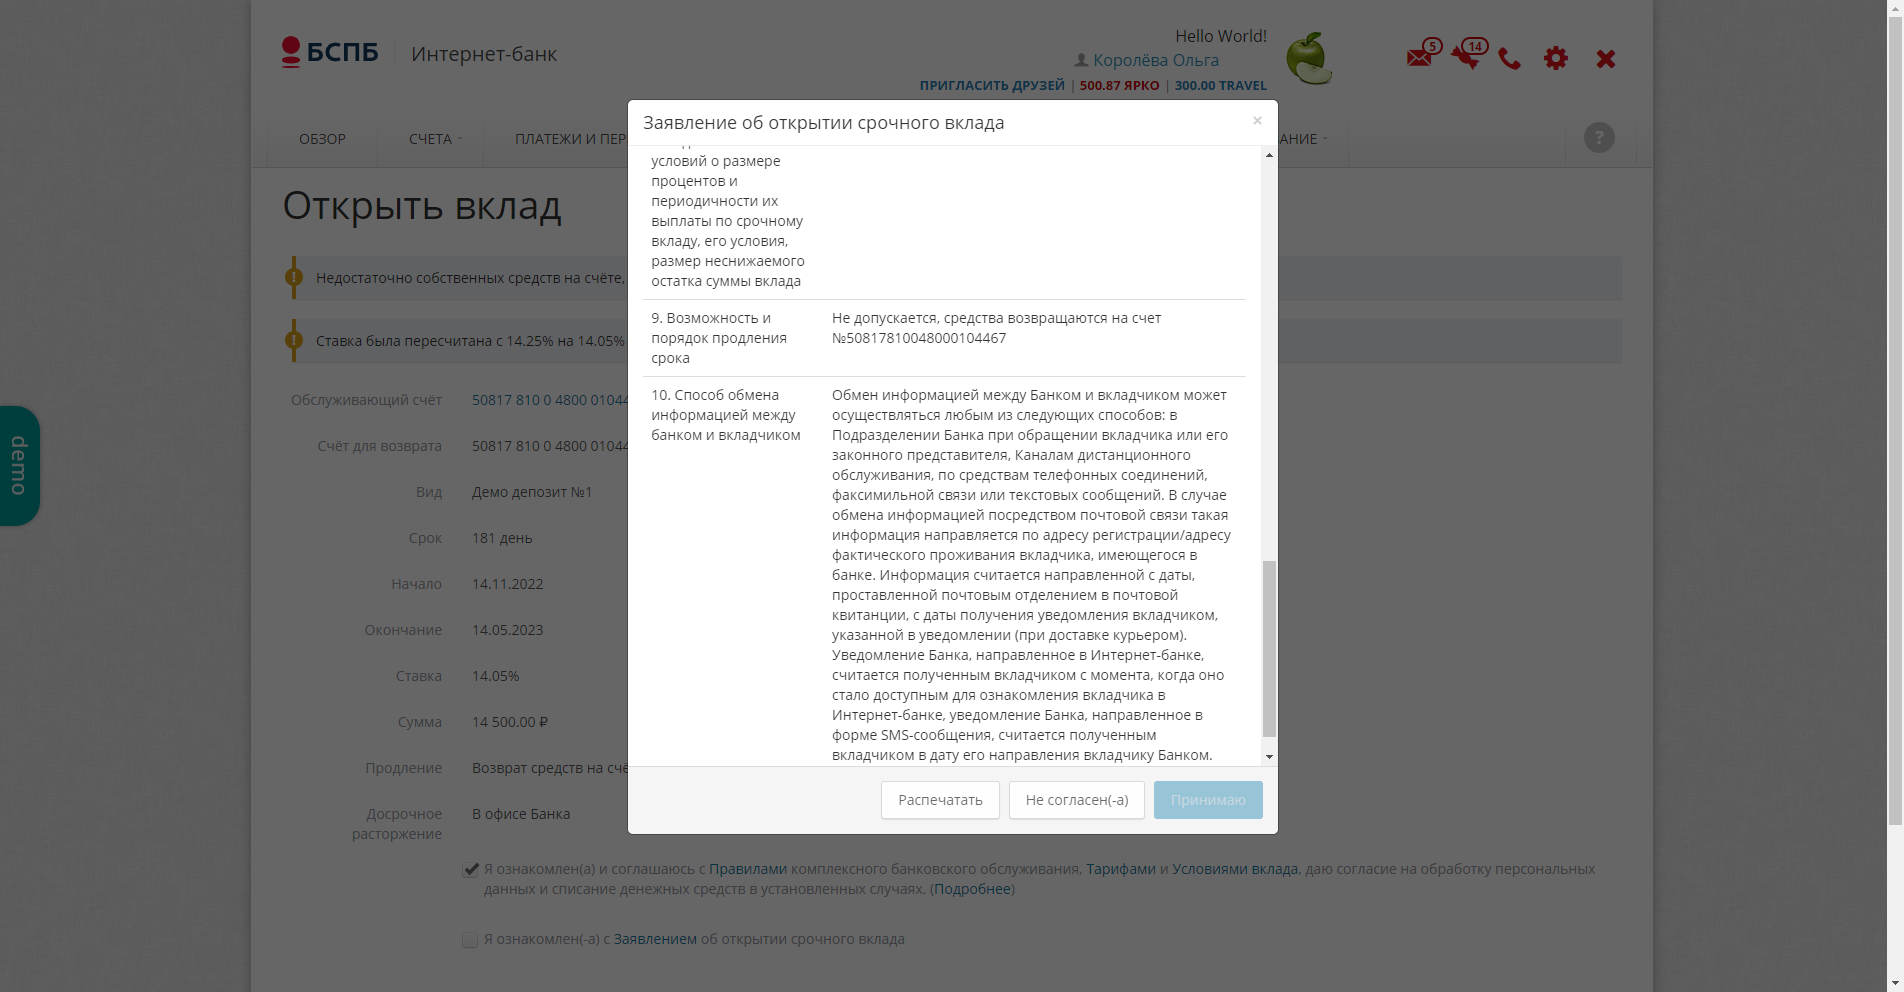 БСПБ
Интернет-банк
Hello World!
Королёва Ольга
ПРИГЛАСИТЬ ДРУЗЕЙ | 500.87 ЯРКО | 300.00 TRAVEL
5
14
ОБЗОР
СЧЕТА
ПЛАТЕЖИ И ПЕР
АНИЕ
?
Открыть вклад
! Недостаточно собственных средств на счёте,
! Ставка была пересчитана с 14.25% на 14.05%
Обслуживающий счёт 50817 810 0 4800 01044
Счёт для возврата 50817 810 0 4800 01044
Вид Демо депозит №1
Срок 181 день
Начало 14.11.2022
Окончание 14.05.2023
Ставка 14.05%
Сумма 14 500.00 ₽
Продление Возврат средств на счё
Досрочное
расторжение
В офисе Банка
Я ознакомлен(а) и соглашаюсь с Правилами комплексного банковского обслуживания, Тарифами и Условиями вклада, даю согласие на обработку персональных
данных и списание денежных средств в установленных случаях. (Подробнее)
Я ознакомлен(-а) с Заявлением об открытии срочного вклада
demo
Заявление об открытии срочного вклада
×
условий о размере
процентов и
периодичности их
выплаты по срочному
вкладу, его условия,
размер неснижаемого
остатка суммы вклада
9. Возможность и
порядок продления
срока
Не допускается, средства возвращаются на счет
№50817810048000104467
10. Способ обмена
информацией между
банком и вкладчиком
Обмен информацией между Банком и вкладчиком может
осуществляться любым из следующих способов: в
Подразделении Банка при обращении вкладчика или его
законного представителя, Каналам дистанционного
обслуживания, по средствам телефонных соединений,
факсимильной связи или текстовых сообщений. В случае
обмена информацией посредством почтовой связи такая
информация направляется по адресу регистрации/адресу
фактического проживания вкладчика, имеющегося в
банке. Информация считается направленной с даты,
проставленной почтовым отделением в почтовой
квитанции, с даты получения уведомления вкладчиком,
указанной в уведомлении (при доставке курьером).
Уведомление Банка, направленное в Интернет-банке,
считается полученным вкладчиком с момента, когда оно
стало доступным для ознакомления вкладчика в
Интернет-банке, уведомление Банка, направленное в
форме SMS-сообщения, считается полученным
вкладчиком в дату его направления вкладчику Банком.
Распечатать
Не согласен(-а)
Принимаю